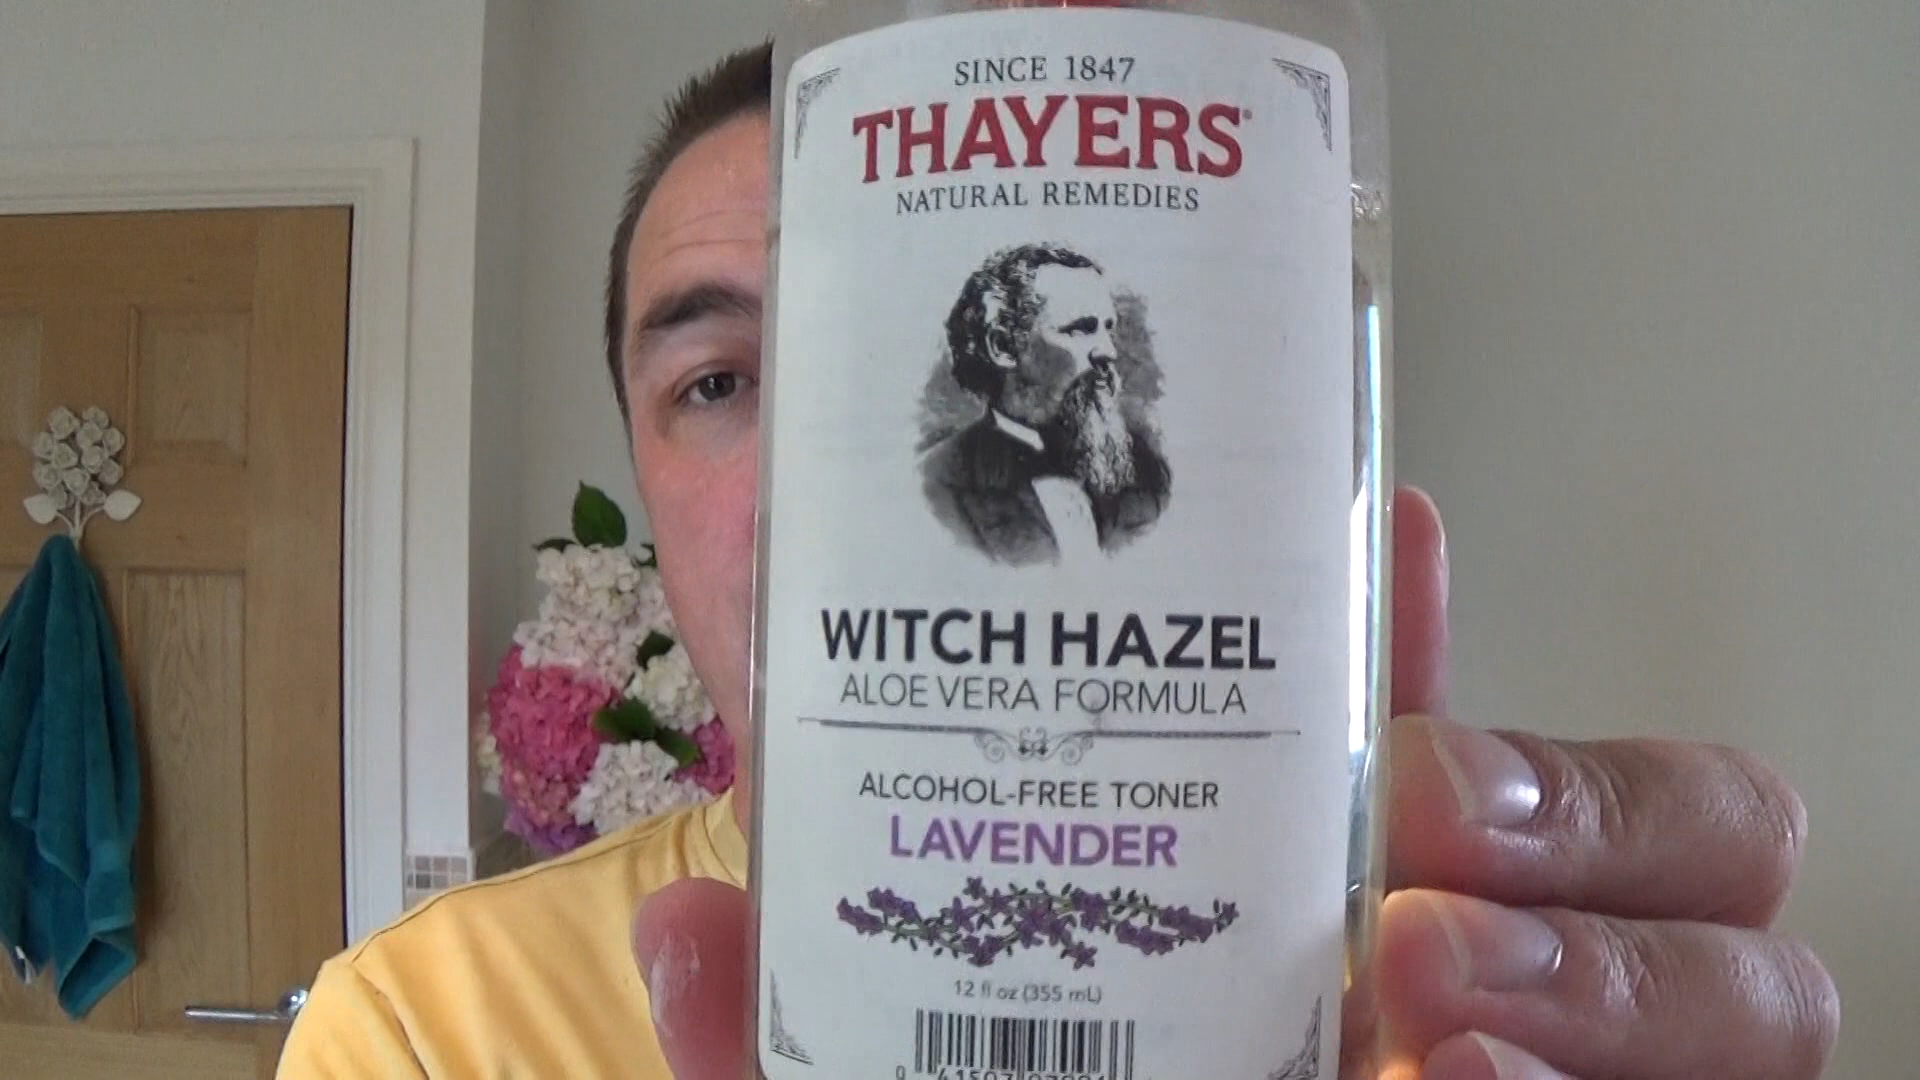 SINCE 1847
THAYERS®
NATURAL REMEDIES
WITCH HAZEL
ALOE VERA FORMULA
ALCOHOL-FREE TONER
LAVENDER
12 fl oz (355 mL)
0